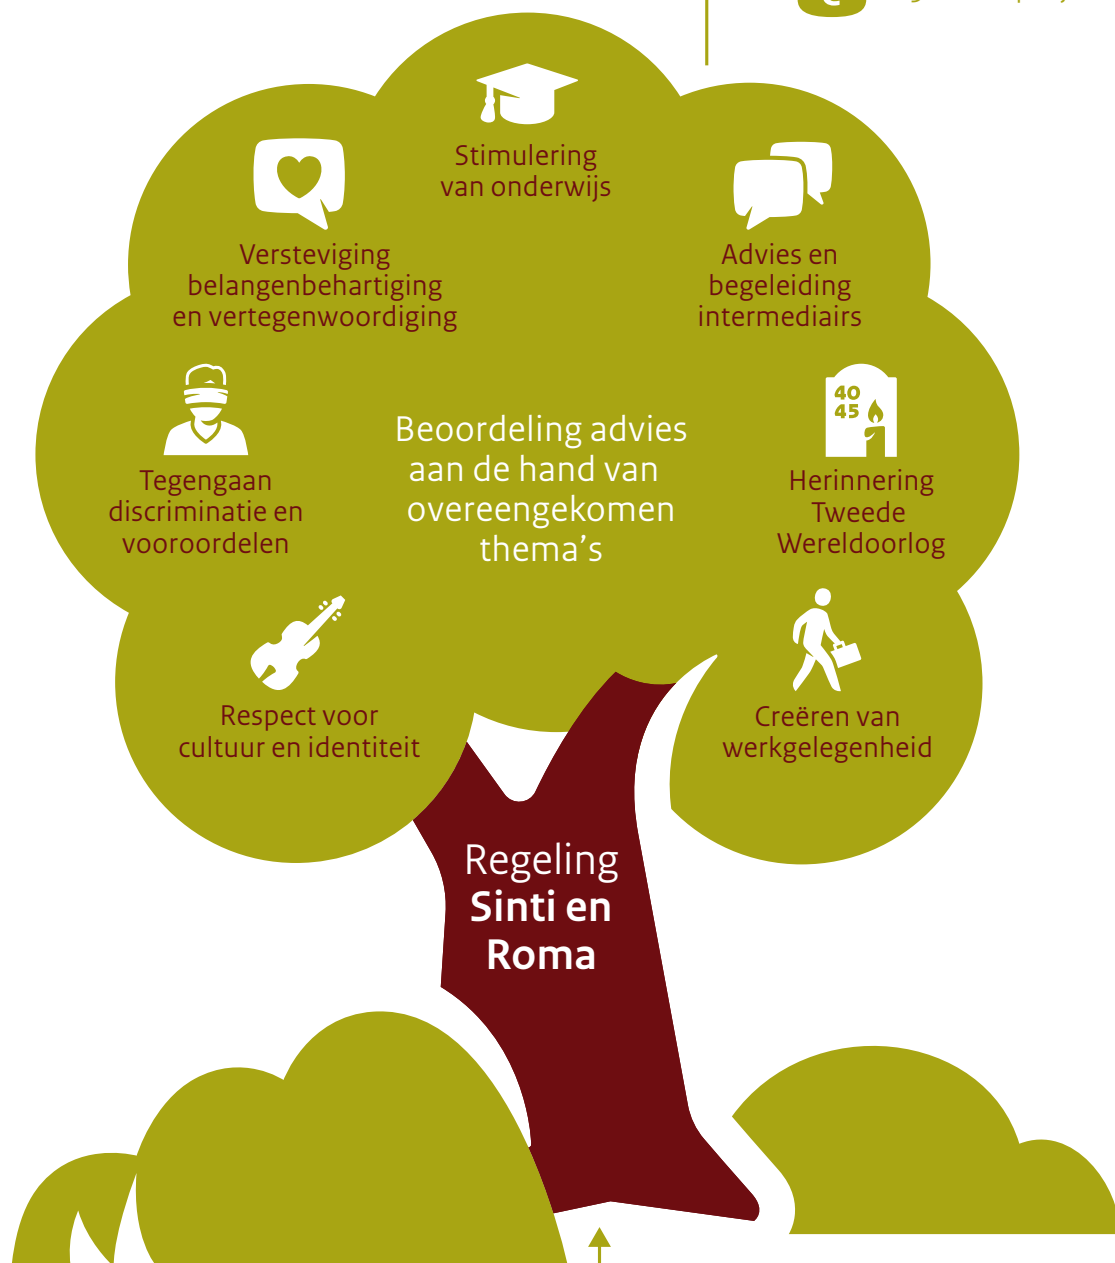 Stimulering
van onderwijs
Versteviging
belangenbehartiging
en vertegenwoordiging
Advies en
begeleiding
intermediairs
Tegengaan
discriminatie en
vooroordelen
Beoordeling advies
aan de hand van
overeengekomen
thema's
40
45
Herinnering
Tweede
Wereldoorlog
Respect voor
cultuur en identiteit
Creëren van
werkgelegenheid
Regeling
Sinti en
Roma